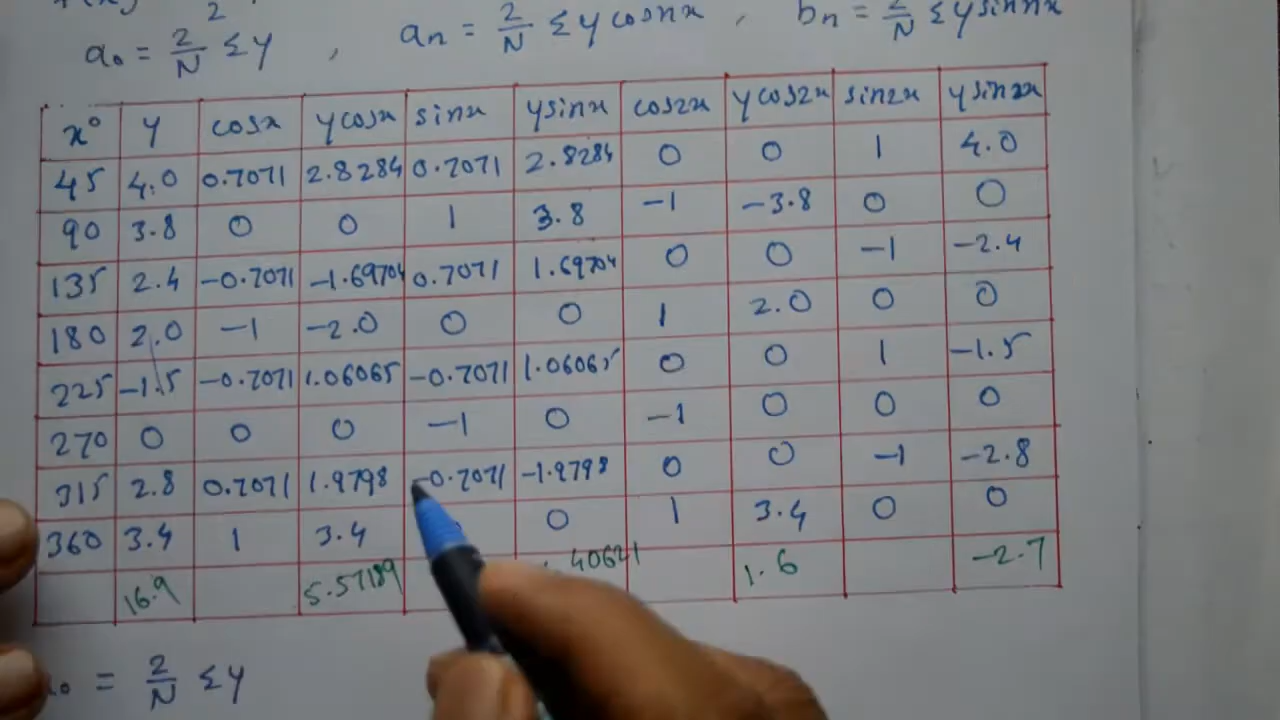 2
a₀ = 2/N Σy , aₙ = 2/N Σy cosnx , bₙ = 2/N Σy sinnx
x° y cosx ycosx sinx ysinx cos2x ycos2x sin2x ysin2x
45 4.0 0.7071 2.8284 0.7071 2.8284 0 0 1 4.0
90 3.8 0 0 1 3.8 -1 -3.8 0 0
135 2.4 -0.7071 -1.69704 0.7071 1.69704 0 0 -1 -2.4
180 2.0 -1 -2.0 0 0 1 2.0 0 0
225 -1.5 -0.7071 1.06065 -0.7071 1.06065 0 0 1 -1.5
270 0 0 0 -1 0 -1 0 0 0
315 2.8 0.7071 1.9798 -0.7071 -1.9798 0 0 -1 -2.8
360 3.4 1 3.4 0 1 3.4 0 0
16.9 5.57189 .40621 1.6 -2.7
= 2/N Σy